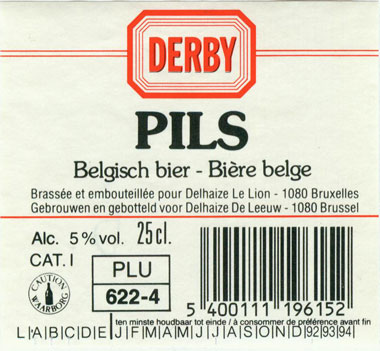 DERBY
PILS
Belgisch bier - Bière belge
Brassée et embouteillée pour Delhaize Le Lion - 1080 Bruxelles
Gebrouwen en gebotteld voor Delhaize De Leeuw - 1080 Brussel
Alc. 5% vol. 25 cl.
CAT. I
PLU
622-4
CAUTION
WAARBORG
5 400111 196152
ten minste houdbaar tot einde / à consommer de préférence avant fin
L|A|B|C|D|E|J|F|M|A|M|J|J|A|S|O|N|D|92|93|94|